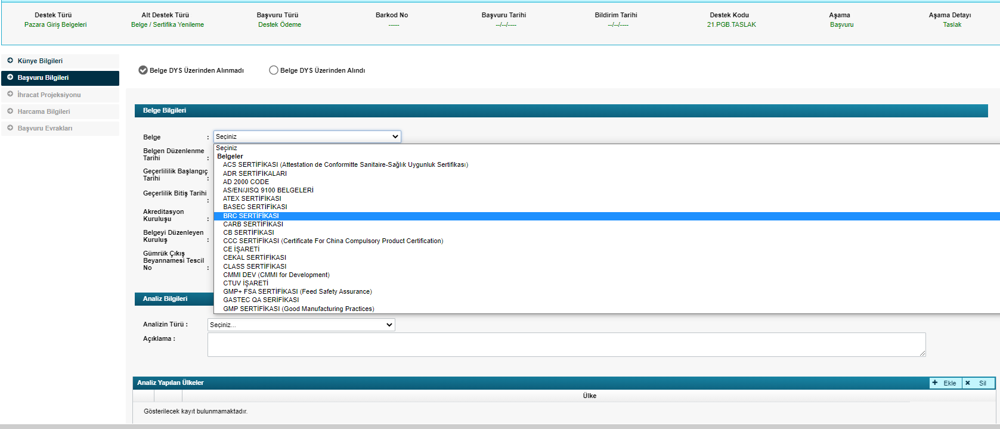 Destek Türü Alt Destek Türü Başvuru Türü Barkod No Başvuru Tarihi Bildirim Tarihi Destek Kodu Aşama Aşama Detayı
Pazara Giriş Belgeleri Belge / Sertifika Yenileme Destek Ödeme ----- --/--/---- --/--/---- 21.PGB.TASLAK Başvuru Taslak
Künye Bilgileri
Başvuru Bilgileri
İhracat Projeksiyonu
Harcama Bilgileri
Başvuru Evrakları
Belge DYS Üzerinden Alınmadı Belge DYS Üzerinden Alındı
Belge Bilgileri
Belge : Seçiniz
Belgen Düzenlenme
Tarihi :
Geçerlililik Başlangıç
Tarihi :
Geçerlilik Bitiş Tarihi
:
Akreditasyon
Kuruluşu :
Belgeyi Düzenleyen
Kuruluş :
Gümrük Çıkış
Beyannamesi Tescil
No :
Seçiniz
Belgeler
ACS SERTİFİKASI (Attestation de Conformitte Sanitaire-Sağlık Uygunluk Sertifikası)
ADR SERTİFİKALARI
AD 2000 CODE
AS/EN/JISQ 9100 BELGELERİ
ATEX SERTİFİKASI
BASEC SERTİFİKASI
BRC SERTİFİKASI
CARB SERTİFİKASI
CB SERTİFİKASI
CCC SERTİFİKASI (Certificate For China Compulsory Product Certification)
CE İŞARETİ
CEKAL SERTİFİKASI
CLASS SERTİFİKASI
CMMI DEV (CMMI for Development)
CTUV İŞARETİ
GMP+ FSA SERTİFİKASI (Feed Safety Assurance)
GASTEC QA SERİFİKASI
GMP SERTİFİKASI (Good Manufacturing Practices)
Analiz Bilgileri
Analizin Türü : Seçiniz...
Açıklama :
Analiz Yapılan Ülkeler Ekle Sil
Ülke
Gösterilecek kayıt bulunmamaktadır.